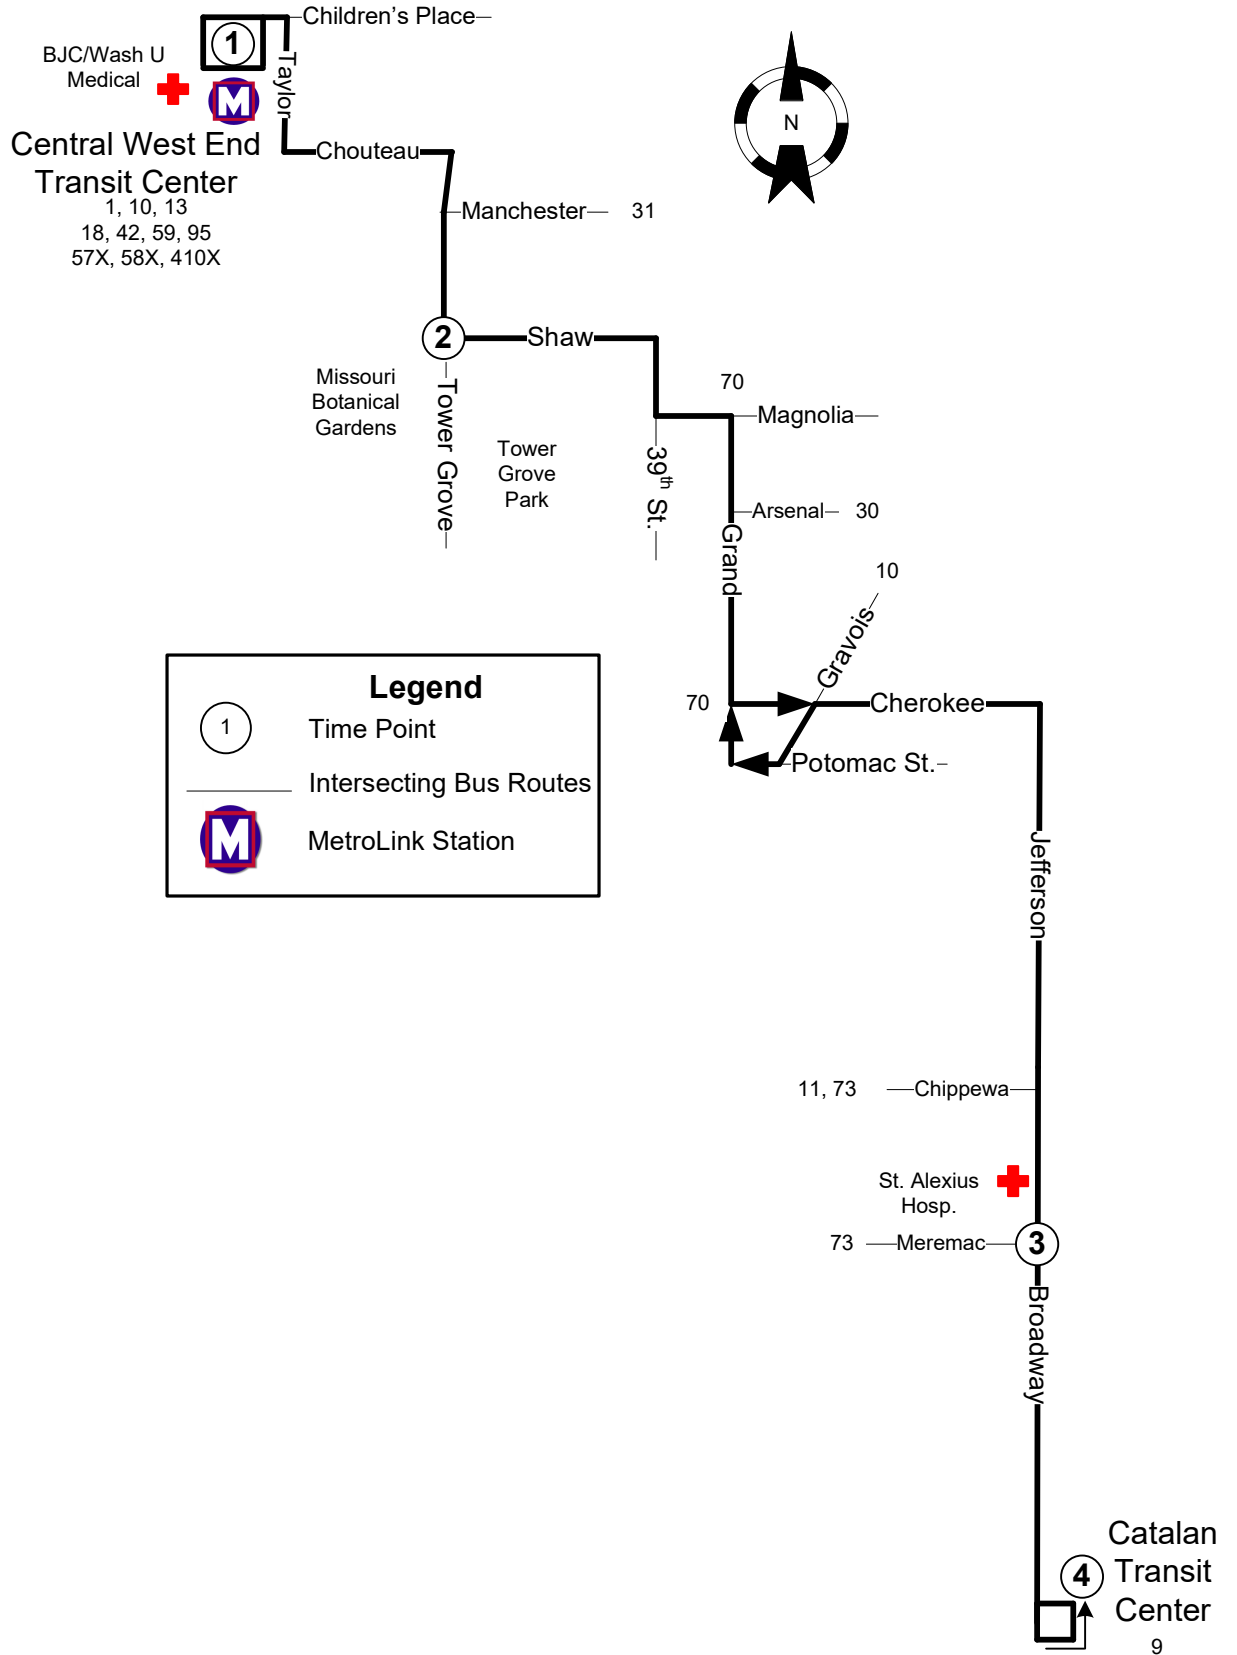 Children's Place
1
BJC/Wash U
Medical
Taylor
M
Central West End
Transit Center
1, 10, 13
18, 42, 59, 95
57X, 58X, 410X
Chouteau
N
Manchester 31
2
Shaw
Missouri
Botanical
Gardens
Tower Grove
Tower
Grove
Park
39th St.
70
Magnolia
Arsenal 30
Grand
10
Gravois
70
Cherokee
Potomac St.
Legend
1 Time Point
Intersecting Bus Routes
M MetroLink Station
Jefferson
11, 73 Chippewa
St. Alexius
Hosp.
73 Meremac
3
Broadway
4
Catalan
Transit
Center
9